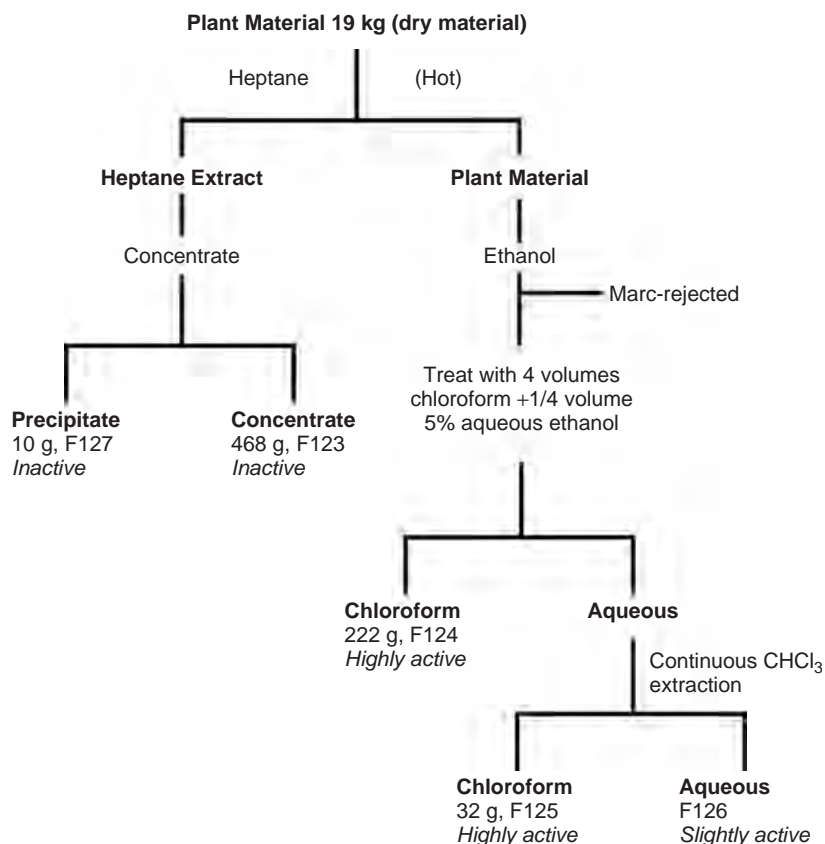 Plant Material 19 kg (dry material)
Heptane
(Hot)
Heptane Extract
Plant Material
Concentrate
Ethanol
Marc-rejected
Treat with 4 volumes
chloroform +1/4 volume
5% aqueous ethanol
Precipitate
10 g, F127
Inactive
Concentrate
468 g, F123
Inactive
Chloroform
222 g, F124
Highly active
Aqueous
Continuous CHCl₃
extraction
Chloroform
32 g, F125
Highly active
Aqueous
F126
Slightly active